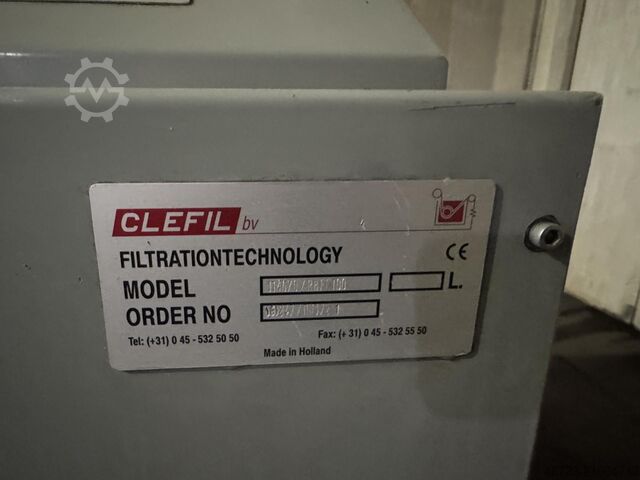 CLEFIL bv
FILTRATIONTECHNOLOGY
CE
MODEL
L.
ORDER NO
Tel: (+31) 0 45 - 532 50 50 Fax: (+ 31) 0 45 - 532 55 50
Made in Holland